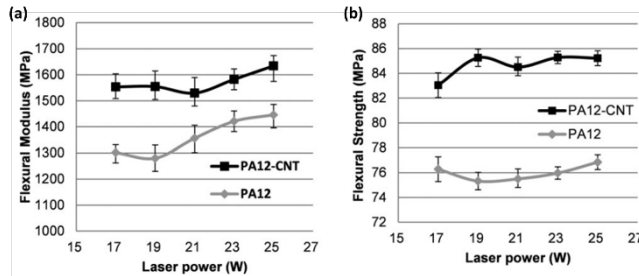 (a)
1800
1700
1600
1500
1400
1300
1200
1100
1000
Flexural Modulus (MPa)
PA12-CNT
PA12
15 17 19 21 23 25 27
Laser power (W)
(b)
88
86
84
82
80
78
76
74
72
Flexural Strength (MPa)
PA12-CNT
PA12
15 17 19 21 23 25 27
Laser power (W)